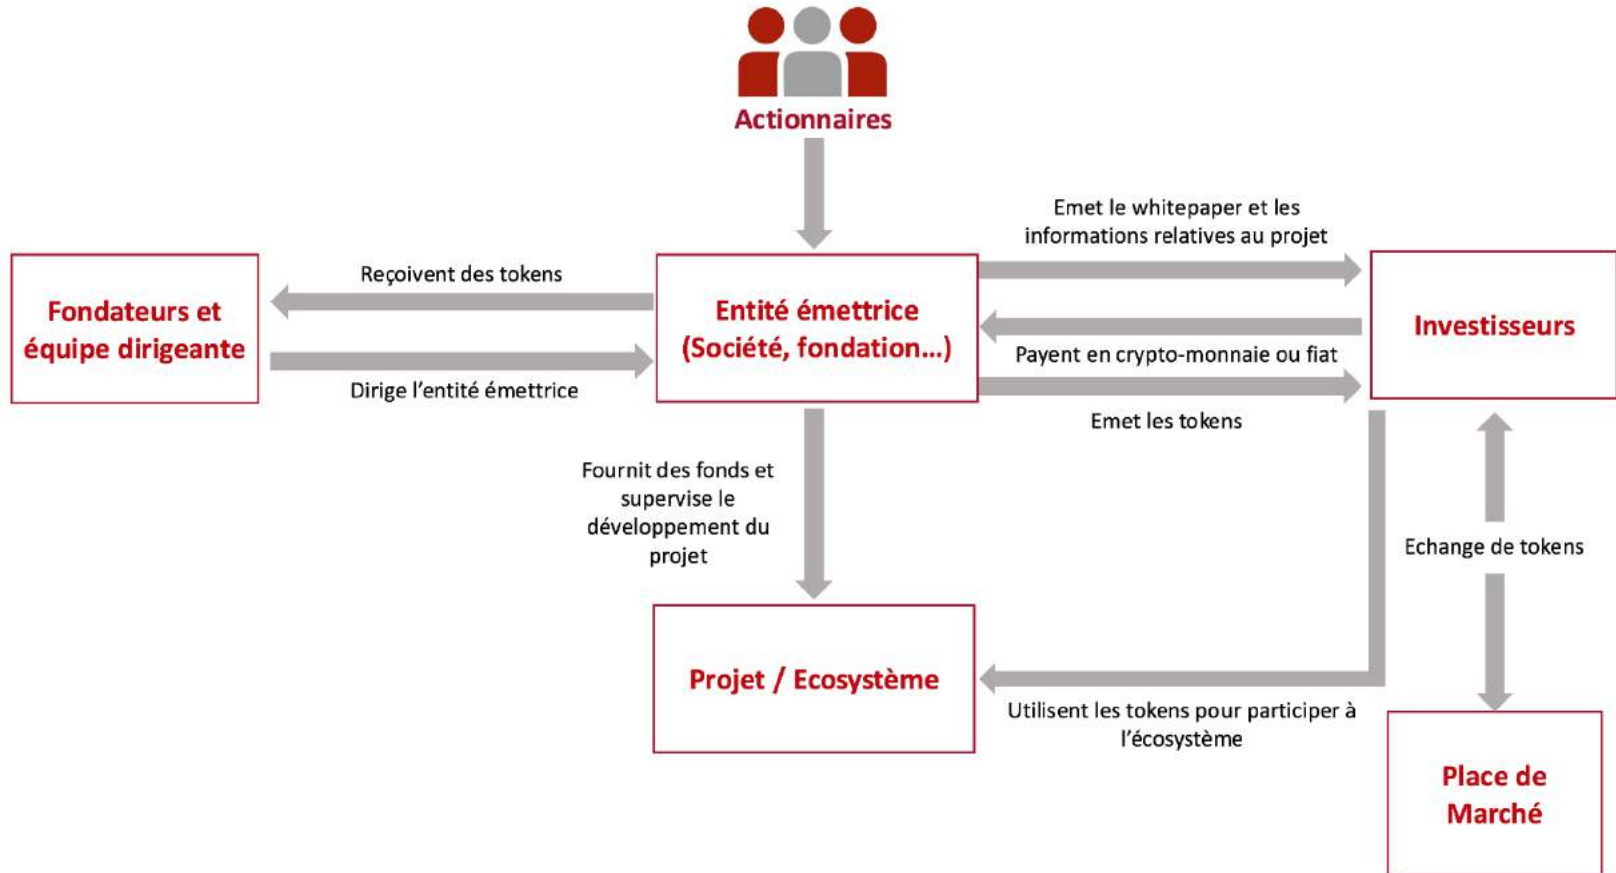 Actionnaires
Emet le whitepaper et les
informations relatives au projet
Reçoivent des tokens
Fondateurs et
équipe dirigeante
Entité émettrice
(Société, fondation...)
Investisseurs
Payent en crypto-monnaie ou fiat
Dirige l'entité émettrice
Emet les tokens
Fournit des fonds et
supervise le
développement du
projet
Echange de tokens
Projet / Ecosystème
Utilisent les tokens pour participer à
l'écosystème
Place de
Marché